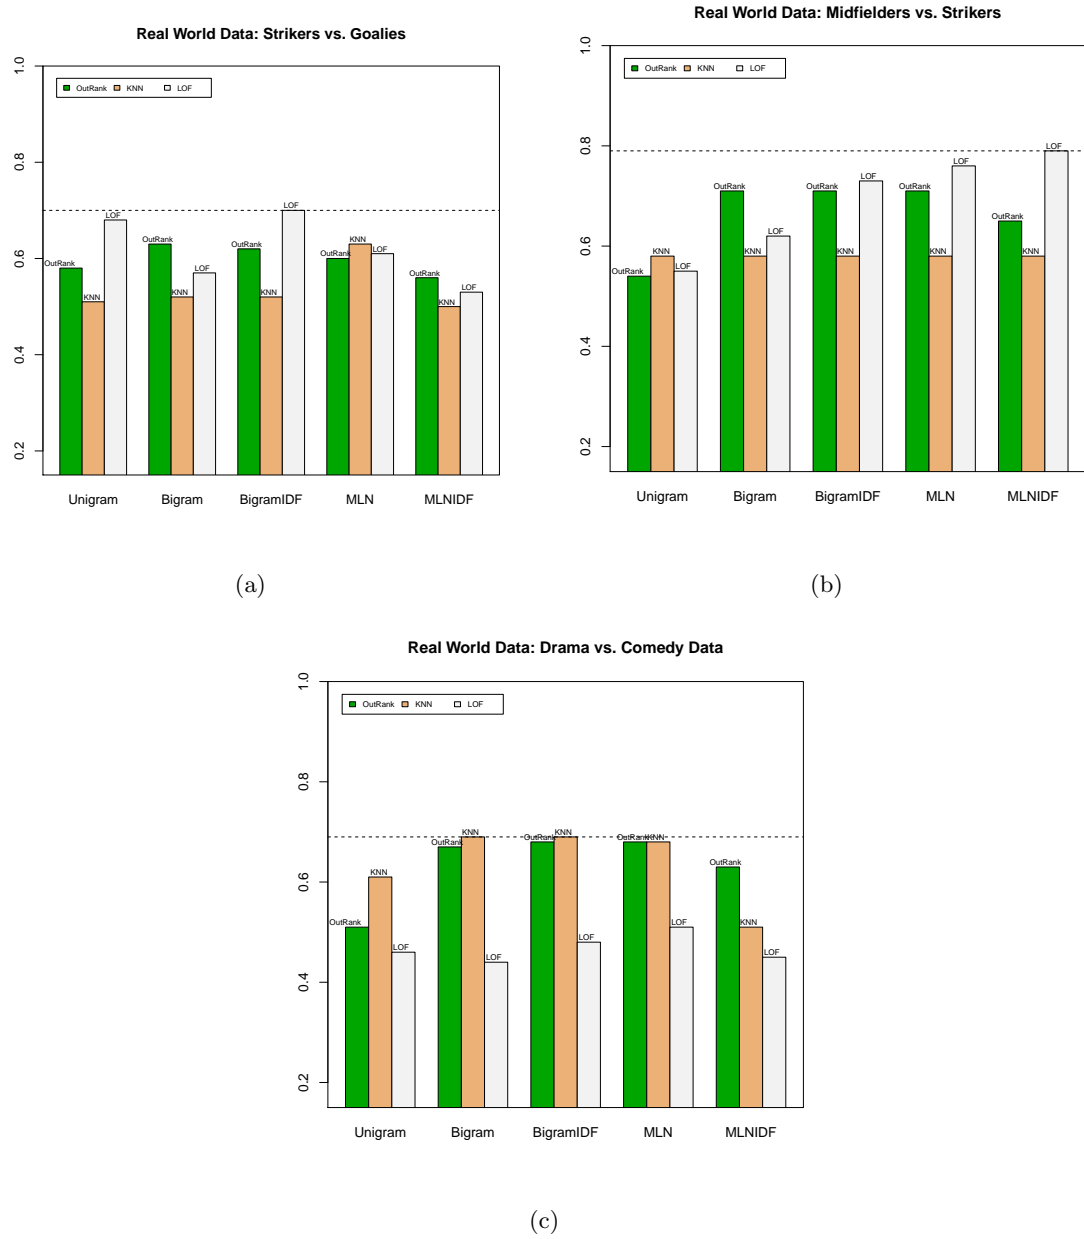 Real World Data: Strikers vs. Goalies
1.0
0.8
0.6
0.4
0.2
OutRank KNN LOF
OutRank KNN LOF
OutRank KNN LOF
OutRank KNN LOF
OutRank KNN LOF
OutRank KNN LOF
Unigram Bigram BigramIDF MLN MLNIDF
(a)
Real World Data: Midfielders vs. Strikers
1.0
0.8
0.6
0.4
0.2
OutRank KNN LOF
OutRank KNN LOF
OutRank KNN LOF
OutRank KNN LOF
OutRank KNN LOF
OutRank KNN LOF
Unigram Bigram BigramIDF MLN MLNIDF
(b)
Real World Data: Drama vs. Comedy Data
1.0
0.8
0.6
0.4
0.2
OutRank KNN LOF
OutRank KNN LOF
OutRank KNN LOF
OutRank KNN LOF
OutRank KNN LOF
OutRank KNN LOF
Unigram Bigram BigramIDF MLN MLNIDF
(c)